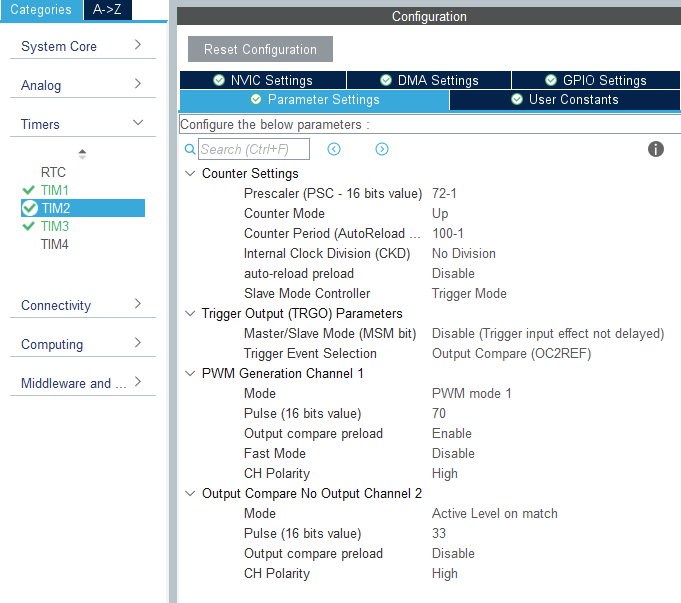 Categories
A->Z
System Core
Analog
Timers
RTC
TIM1
TIM2
TIM3
TIM4
Connectivity
Computing
Middleware and ...
Configuration
Reset Configuration
NVIC Settings
DMA Settings
GPIO Settings
Parameter Settings
User Constants
Configure the below parameters :
Search (Ctrl+F)
Counter Settings
Prescaler (PSC - 16 bits value) 72-1
Counter Mode Up
Counter Period (AutoReload ... 100-1
Internal Clock Division (CKD) No Division
auto-reload preload Disable
Slave Mode Controller Trigger Mode
Trigger Output (TRGO) Parameters
Master/Slave Mode (MSM bit) Disable (Trigger input effect not delayed)
Trigger Event Selection Output Compare (OC2REF)
PWM Generation Channel 1
Mode PWM mode 1
Pulse (16 bits value) 70
Output compare preload Enable
Fast Mode Disable
CH Polarity High
Output Compare No Output Channel 2
Mode Active Level on match
Pulse (16 bits value) 33
Output compare preload Disable
CH Polarity High